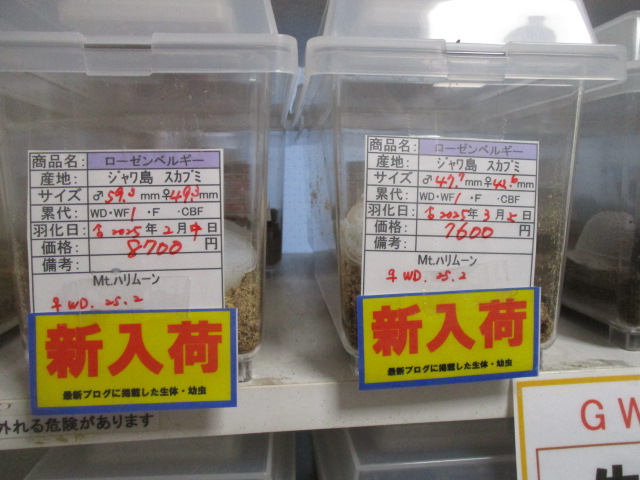 商品名: ローゼンベルギー
産地: ジャワ島 スカブミ
サイズ ♂59.3mm♀49.3mm
累代: WD・WF1・F ・CBF
羽化日: ♂2025年2月中日
価格: 8700円
備考:
Mt.ハリムーン
♀WD. 25.2
新入荷
最新ブログに掲載した生体・幼虫
商品名: ローゼンベルギー
産地: ジャワ島 スカブミ
サイズ ♂47.7mm♀44.6mm
累代: WD・WF1・F ・CBF
羽化日: ♂2025年3月上日
価格: 7600円
備考:
Mt.ハリムーン
♀WD. 25.2
新入荷
最新ブログに掲載した生体・幼虫
外れる危険があります
GW